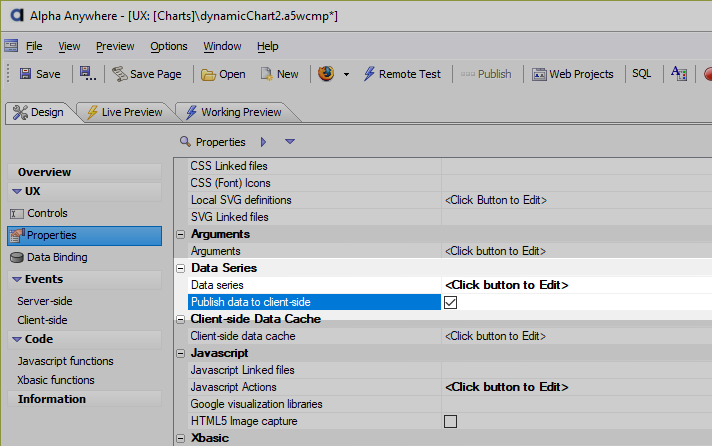 Alpha Anywhere - [UX: [Charts]\dynamicChart2.a5wcmp*]
File View Preview Options Window Help
Save Save Page Open New Remote Test Publish Web Projects SQL A
Design Live Preview Working Preview
Properties
Overview
UX
Controls
Properties
Data Binding
Events
Server-side
Client-side
Code
Javascript functions
Xbasic functions
Information
CSS Linked files
CSS (Font) Icons
Local SVG definitions <Click Button to Edit>
SVG Linked files
Arguments
Arguments <Click button to Edit>
Data Series
Data series <Click button to Edit>
Publish data to client-side
Client-side Data Cache
Client-side data cache <Click button to Edit>
Javascript
Javascript Linked files
Javascript Actions <Click button to Edit>
Google visualization libraries
HTML5 Image capture
Xbasic